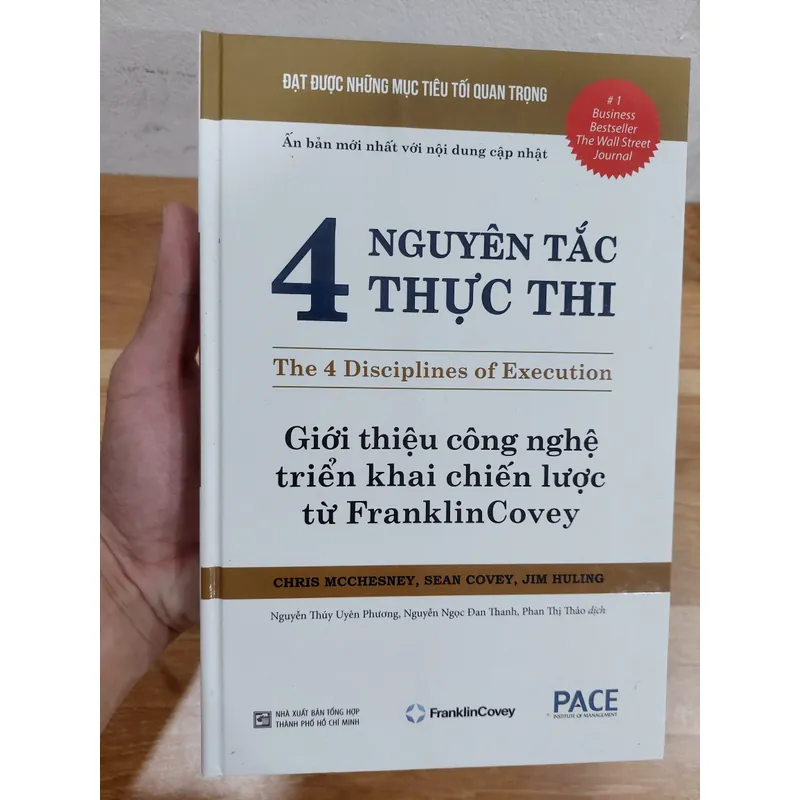 ĐẠT ĐƯỢC NHỮNG MỤC TIÊU TỐI QUAN TRỌNG
# 1
Business
Bestseller
The Wall Street
Journal
Ấn bản mới nhất với nội dung cập nhật
4 NGUYÊN TẮC
THỰC THI
The 4 Disciplines of Execution
Giới thiệu công nghệ
triển khai chiến lược
từ FranklinCovey
CHRIS MCCHESNEY, SEAN COVEY, JIM HULING
Nguyễn Thúy Uyên Phương, Nguyễn Ngọc Đan Thanh, Phan Thị Thảo dịch
NHÀ XUẤT BẢN TỔNG HỢP
THÀNH PHỐ HỒ CHÍ MINH
FranklinCovey
PACE
INSTITUTE OF MANAGEMENT